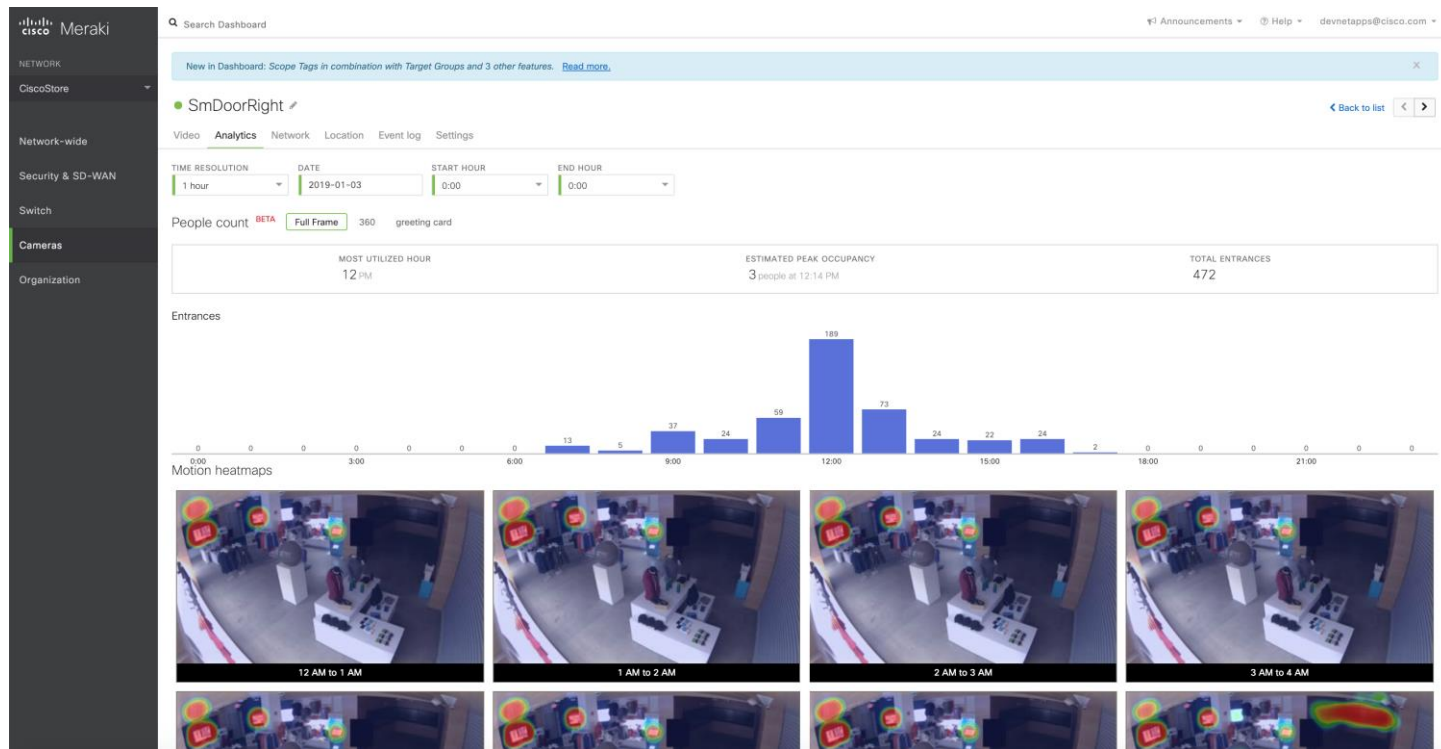 cisco Meraki
Search Dashboard
Announcements
Help
devnetapps@cisco.com
NETWORK
CiscoStore
Network-wide
Security & SD-WAN
Switch
Cameras
Organization
New in Dashboard: Scope Tags in combination with Target Groups and 3 other features. Read more. X
SmDoorRight
Back to list < >
Video Analytics Network Location Event log Settings
TIME RESOLUTION DATE START HOUR END HOUR
1 hour 2019-01-03 0:00 0:00
People count BETA Full Frame 360 greeting card
MOST UTILIZED HOUR ESTIMATED PEAK OCCUPANCY TOTAL ENTRANCES
12 PM 3 people at 12:14 PM 472
Entrances
0 0 0 0 0 0 0 13 5 37 24 59 189 73 24 22 24 2 0 0 0 0 0 0
0:00 3:00 6:00 9:00 12:00 15:00 18:00 21:00
Motion heatmaps
12 AM to 1 AM 1 AM to 2 AM 2 AM to 3 AM 3 AM to 4 AM